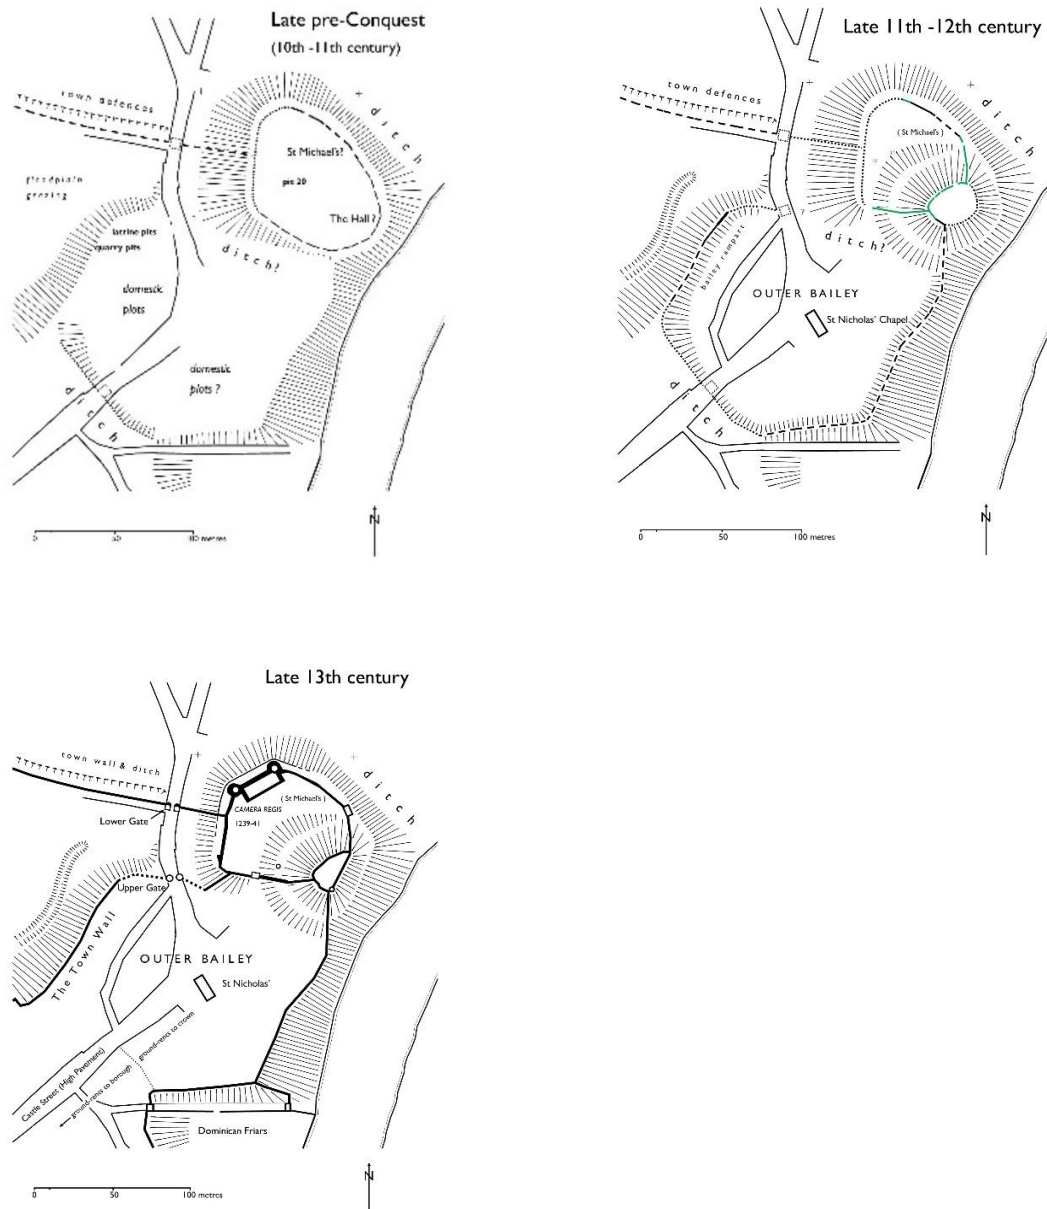 Late pre-Conquest
(10th -11th century)
town defences
ditch
St Michael's?
pit 20
The Hall?
floodplain
grazing
latrine pits
quarry pits
ditch?
domestic
plots
domestic
plots ?
ditch
0 50 100 metres
N
Late 11th -12th century
town defences
ditch
( St Michael's )
?
bailey rampart
ditch?
OUTER BAILEY
St Nicholas' Chapel
ditch
0 50 100 metres
N
Late 13th century
town wall & ditch
ditch
( St Michael's )
CAMERA REGIS
1239-41
Lower Gate
Upper Gate
The Town Wall
OUTER BAILEY
St Nicholas'
ground-rents to crown
Castle Street (High Pavement)
ground-rents to borough
Dominican Friars
0 50 100 metres
N